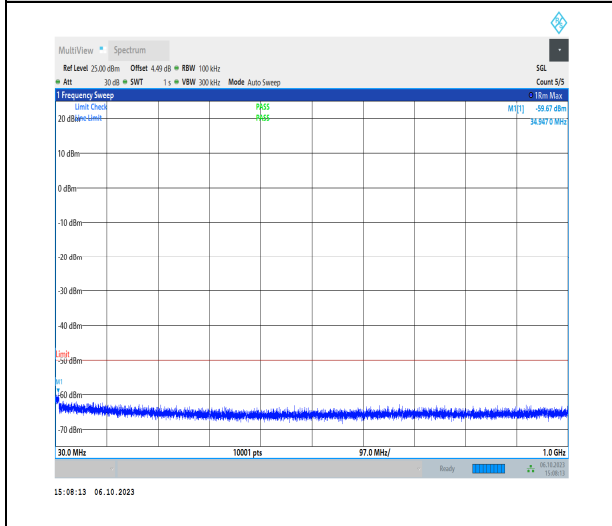 MultiView Spectrum
Ref Level 25.00 dBm Offset 4.49 dB RBW 100 kHz SGL
Att 30 dB SWT 1 s VBW 300 kHz Mode Auto Sweep Count 5/5
1 Frequency Sweep 1Rm Max
Limit Check PASS M1[1] -59.67 dBm
20 dBm Line Limit PASS 34.947 0 MHz
10 dBm
0 dBm
-10 dBm
-20 dBm
-30 dBm
-40 dBm
Limit
-50 dBm
M1
-60 dBm
-70 dBm
30.0 MHz 10001 pts 97.0 MHz/ 1.0 GHz
Ready 06.10.2023
15:08:13
15:08:13 06.10.2023